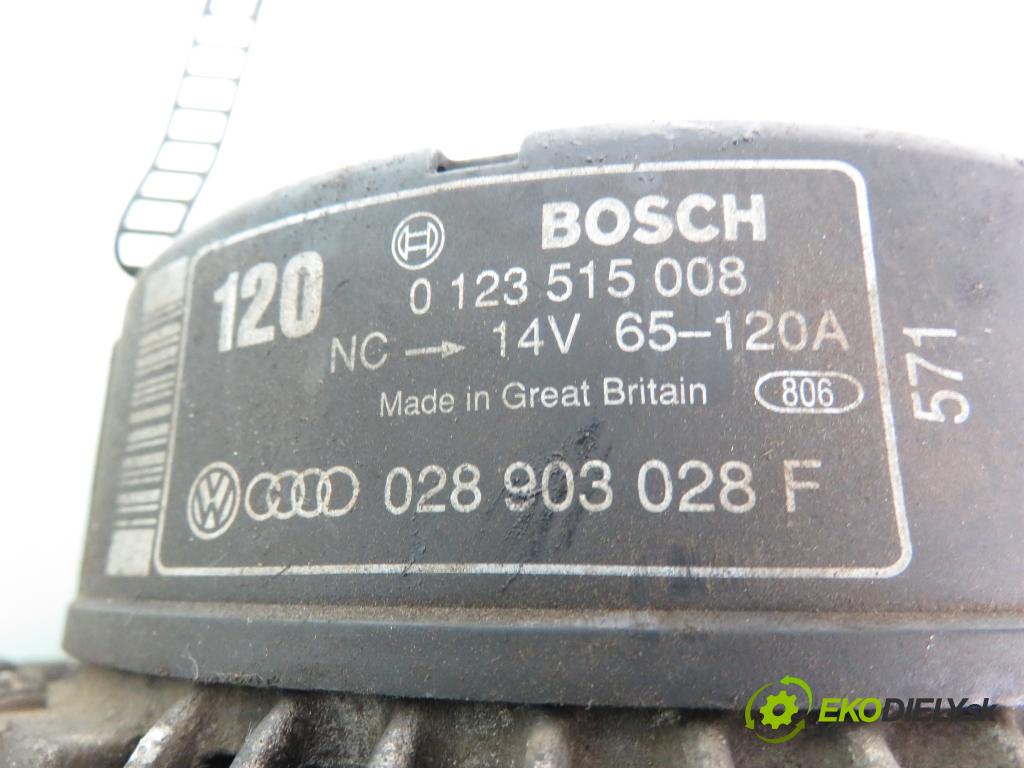 BOSCH
120
0 123 515 008
NC → 14V 65–120A
Made in Great Britain 806
571
028 903 028 F
EKODIELY.sk